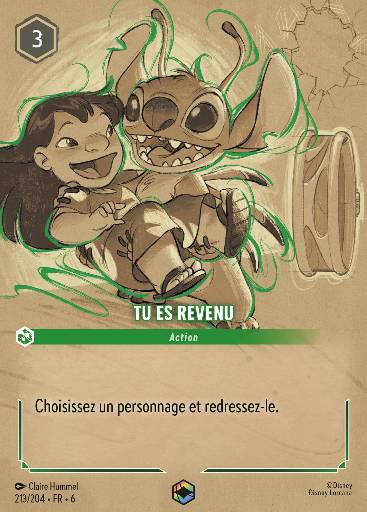 3
TU ES REVENU
Action
Choisissez un personnage et redressez-le.
Claire Hummel
213/204 • FR • 6
©Disney
Disney Lorcana